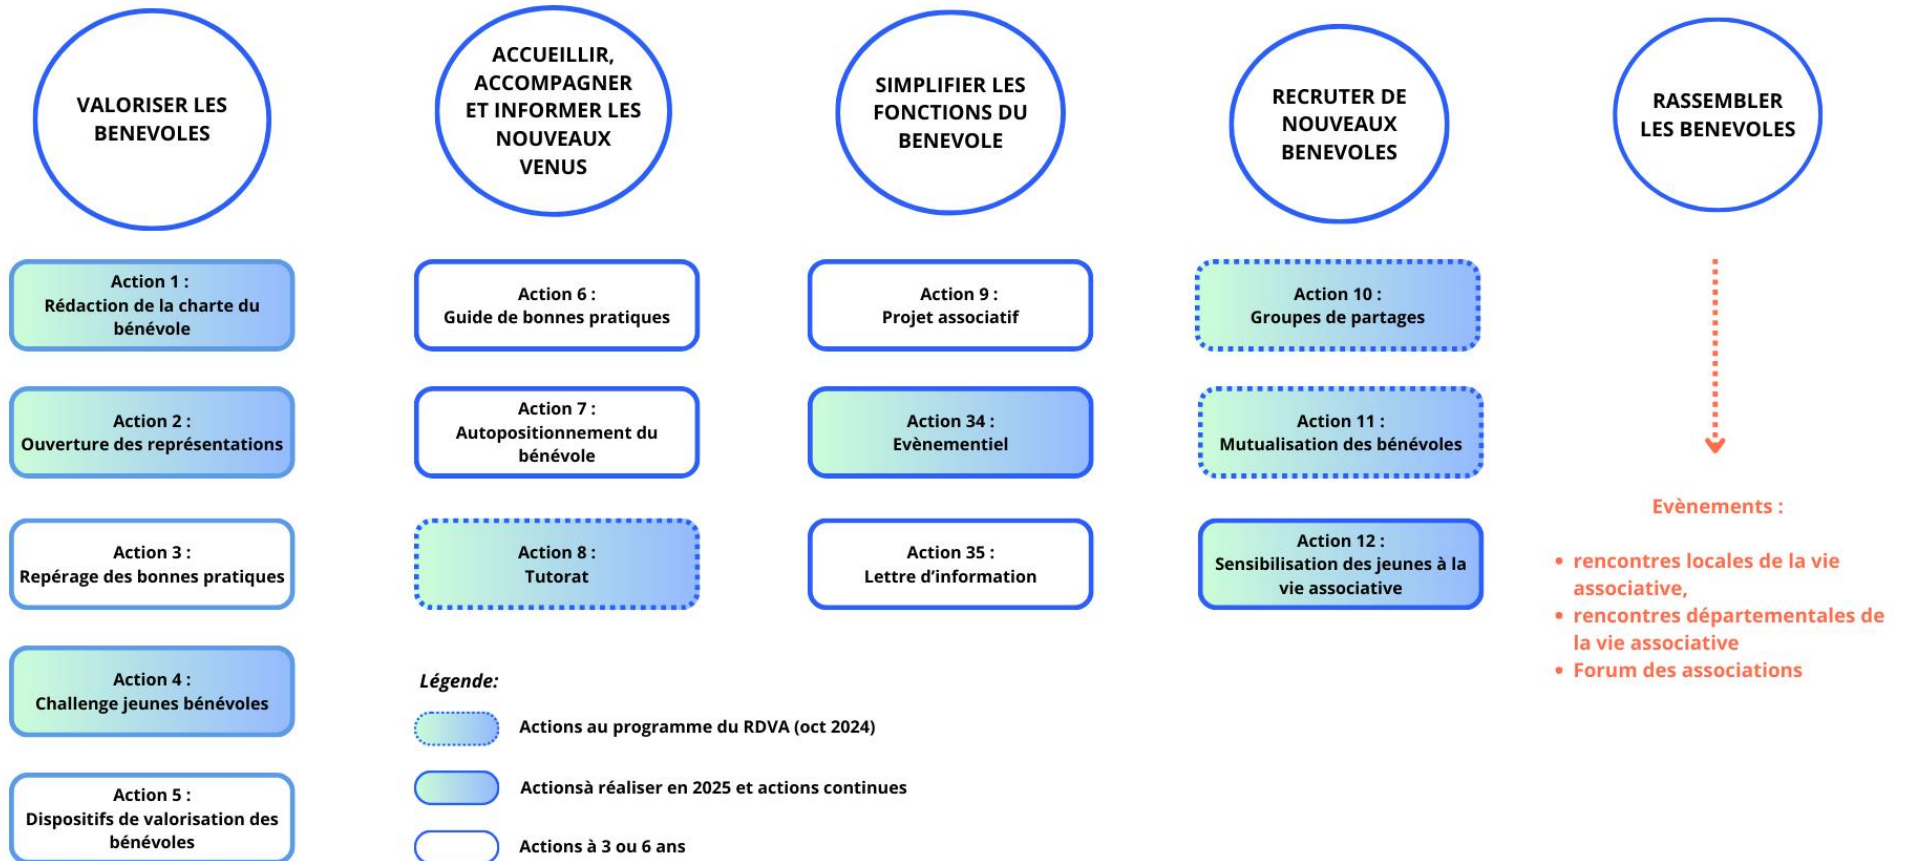 VALORISER LES
BENEVOLES
ACCUEILLIR,
ACCOMPAGNER
ET INFORMER LES
NOUVEAUX
VENUS
SIMPLIFIER LES
FONCTIONS DU
BENEVOLE
RECRUTER DE
NOUVEAUX
BENEVOLES
RASSEMBLER
LES BENEVOLES
Action 1 :
Rédaction de la charte du
bénévole
Action 2 :
Ouverture des représentations
Action 3 :
Repérage des bonnes pratiques
Action 4 :
Challenge jeunes bénévoles
Action 5 :
Dispositifs de valorisation des
bénévoles
Action 6 :
Guide de bonnes pratiques
Action 7 :
Autopositionnement du
bénévole
Action 8 :
Tutorat
Action 9 :
Projet associatif
Action 34 :
Evènementiel
Action 35 :
Lettre d'information
Action 10 :
Groupes de partages
Action 11 :
Mutualisation des bénévoles
Action 12 :
Sensibilisation des jeunes à la
vie associative
Evènements :
• rencontres locales de la vie
associative,
• rencontres départementales de
la vie associative
• Forum des associations
Légende:
Actions au programme du RDVA (oct 2024)
Actionsà réaliser en 2025 et actions continues
Actions à 3 ou 6 ans